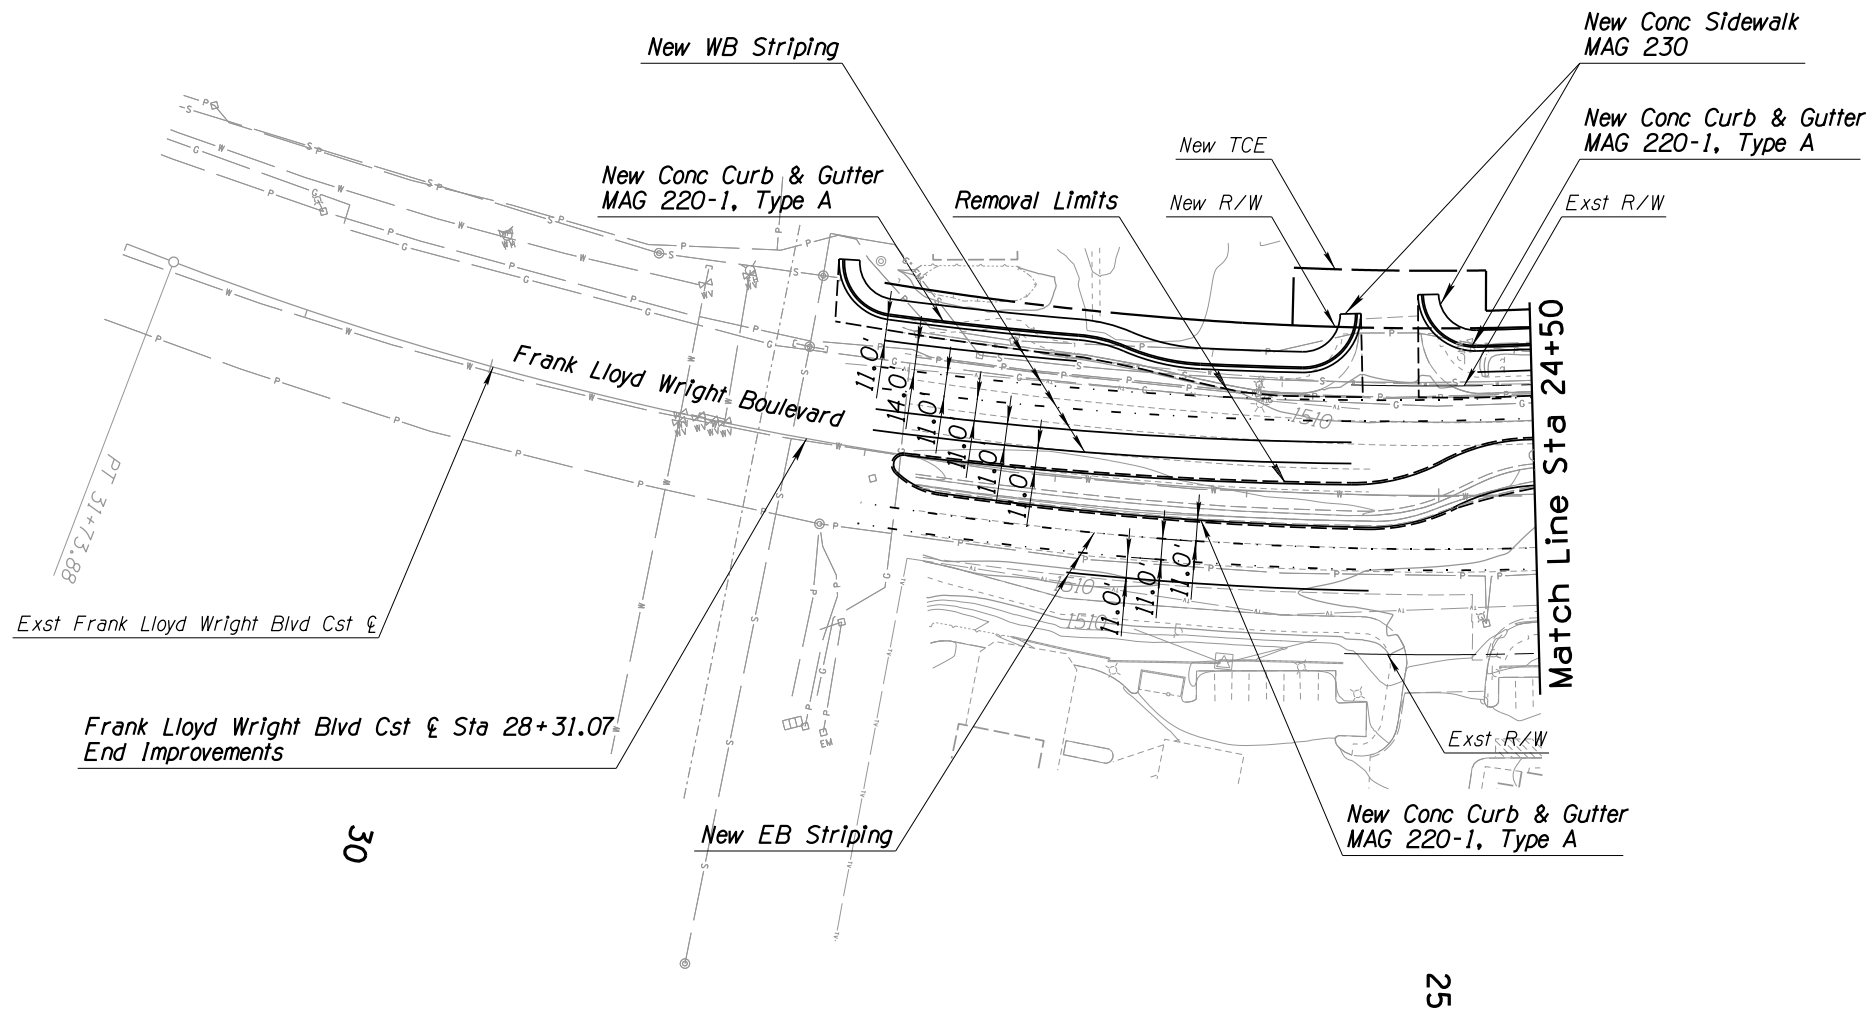 New Conc Sidewalk
MAG 230
New WB Striping
New Conc Curb & Gutter
MAG 220-1, Type A
New TCE
New Conc Curb & Gutter
MAG 220-1, Type A
Removal Limits
New R/W
Exst R/W
Frank Lloyd Wright Boulevard
11.0'
14.0'
11.0'
11.0'
11.0'
11.0'
1510
Match Line Sta 24+50
PT 31+73.88
11.0'
11.0'
11.0'
1510
1510
Exst Frank Lloyd Wright Blvd Cst ℄
Frank Lloyd Wright Blvd Cst ℄ Sta 28+31.07
End Improvements
EM
Exst R/W
New EB Striping
New Conc Curb & Gutter
MAG 220-1, Type A
30
25